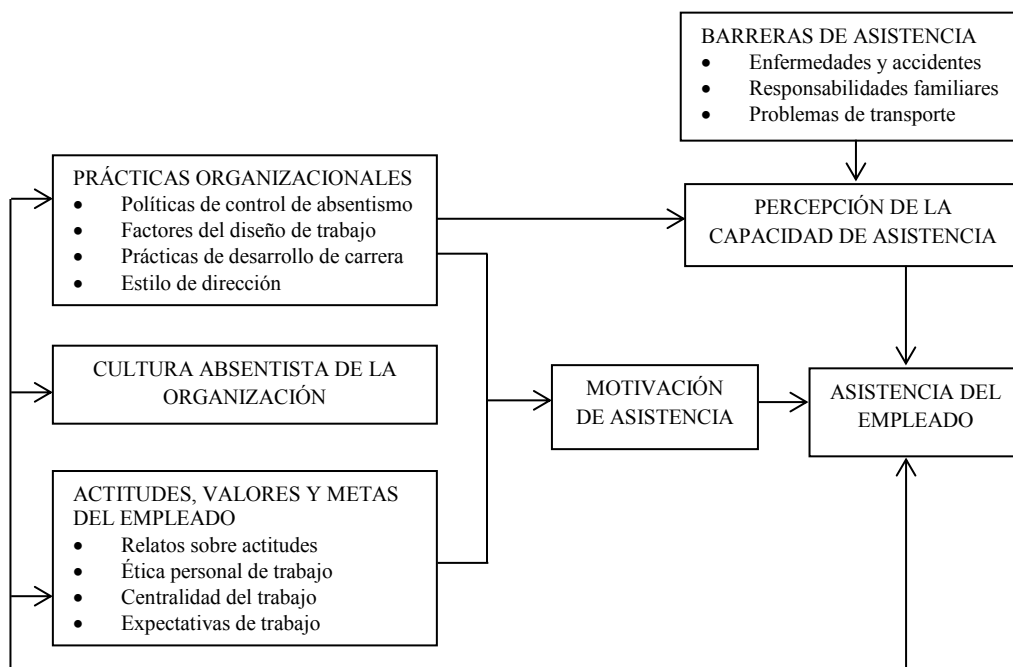 BARRERAS DE ASISTENCIA
• Enfermedades y accidentes
• Responsabilidades familiares
• Problemas de transporte
PRÁCTICAS ORGANIZACIONALES
• Políticas de control de absentismo
• Factores del diseño de trabajo
• Prácticas de desarrollo de carrera
• Estilo de dirección
PERCEPCIÓN DE LA
CAPACIDAD DE ASISTENCIA
CULTURA ABSENTISTA DE LA
ORGANIZACIÓN
MOTIVACIÓN
DE ASISTENCIA
ASISTENCIA DEL
EMPLEADO
ACTITUDES, VALORES Y METAS
DEL EMPLEADO
• Relatos sobre actitudes
• Ética personal de trabajo
• Centralidad del trabajo
• Expectativas de trabajo